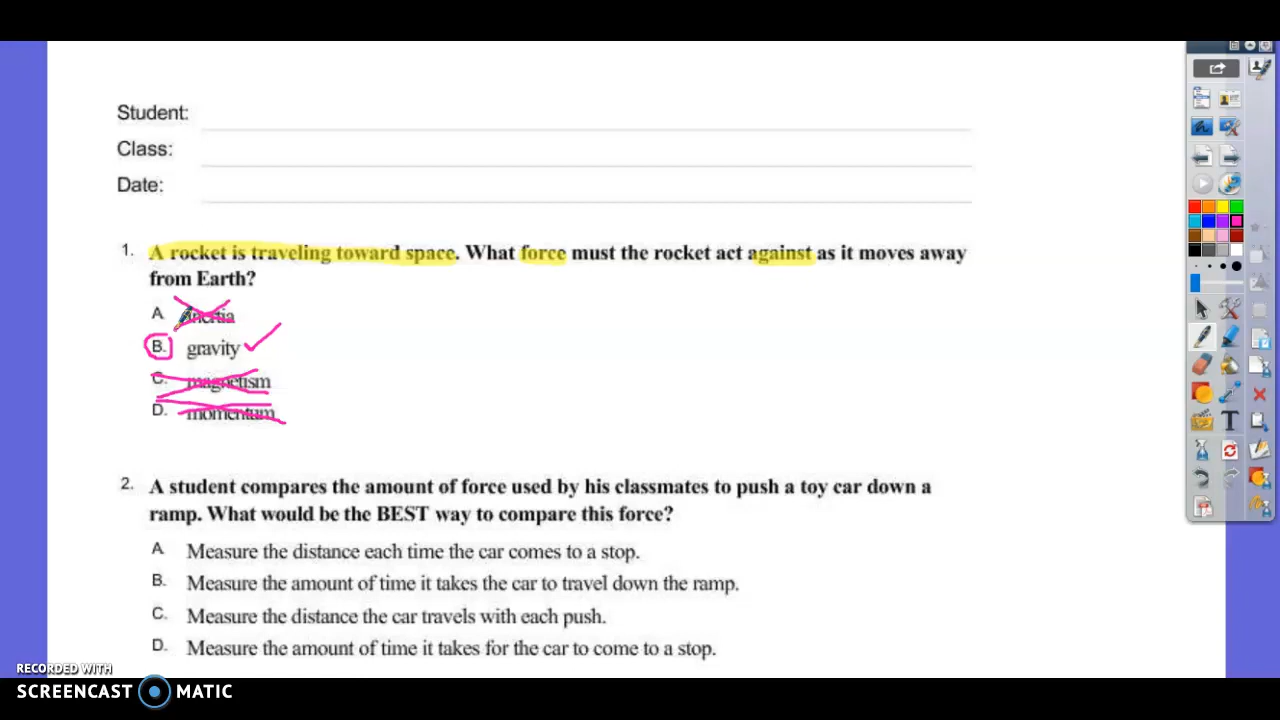 Student:
Class:
Date:
1. A rocket is traveling toward space. What force must the rocket act against as it moves away
from Earth?
A. inertia
B. gravity
C. magnetism
D. momentum
2. A student compares the amount of force used by his classmates to push a toy car down a
ramp. What would be the BEST way to compare this force?
A. Measure the distance each time the car comes to a stop.
B. Measure the amount of time it takes the car to travel down the ramp.
C. Measure the distance the car travels with each push.
D. Measure the amount of time it takes for the car to come to a stop.
RECORDED WITH
SCREENCAST MATIC